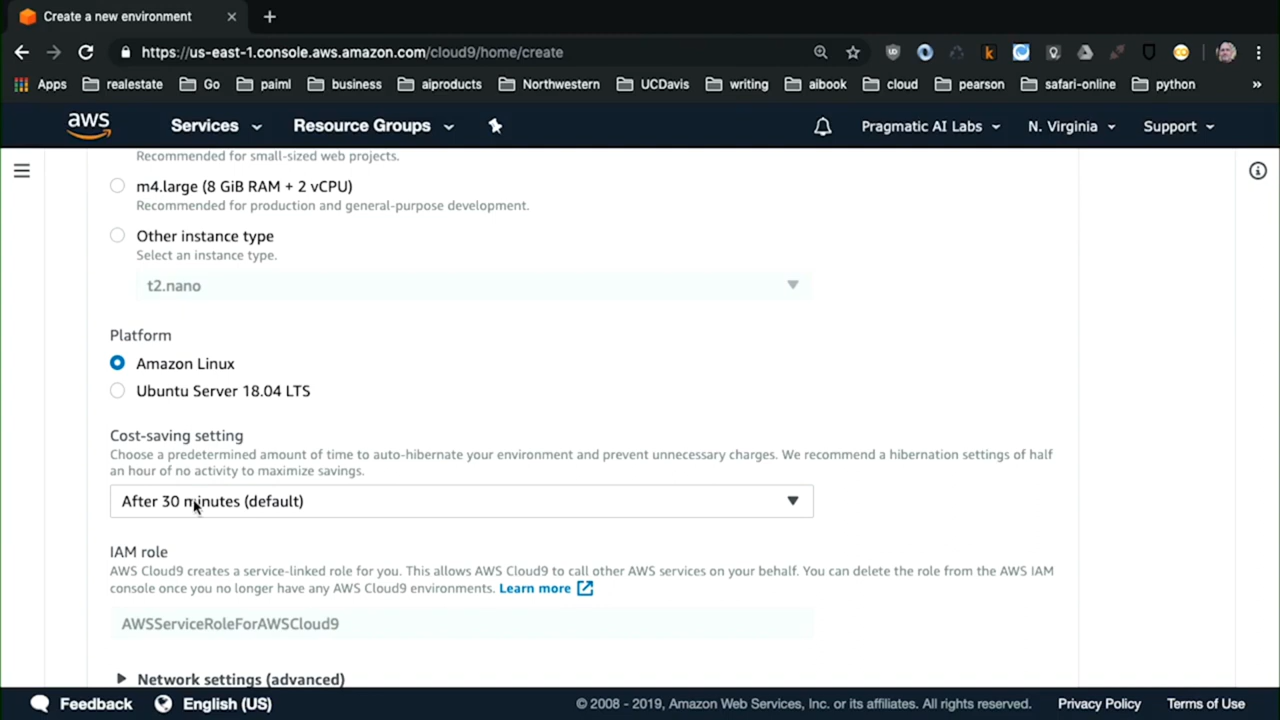 Create a new environment
https://us-east-1.console.aws.amazon.com/cloud9/home/create
Apps realestate Go paiml business aiproducts Northwestern UCDavis writing aibook cloud pearson safari-online python »
aws Services Resource Groups Pragmatic AI Labs N. Virginia Support
Recommended for small-sized web projects.
m4.large (8 GiB RAM + 2 vCPU)
Recommended for production and general-purpose development.
Other instance type
Select an instance type.
t2.nano
Platform
Amazon Linux
Ubuntu Server 18.04 LTS
Cost-saving setting
Choose a predetermined amount of time to auto-hibernate your environment and prevent unnecessary charges. We recommend a hibernation settings of half
an hour of no activity to maximize savings.
After 30 minutes (default)
IAM role
AWS Cloud9 creates a service-linked role for you. This allows AWS Cloud9 to call other AWS services on your behalf. You can delete the role from the AWS IAM
console once you no longer have any AWS Cloud9 environments. Learn more
AWSServiceRoleForAWSCloud9
Network settings (advanced)
Feedback English (US) © 2008 - 2019, Amazon Web Services, Inc. or its affiliates. All rights reserved. Privacy Policy Terms of Use